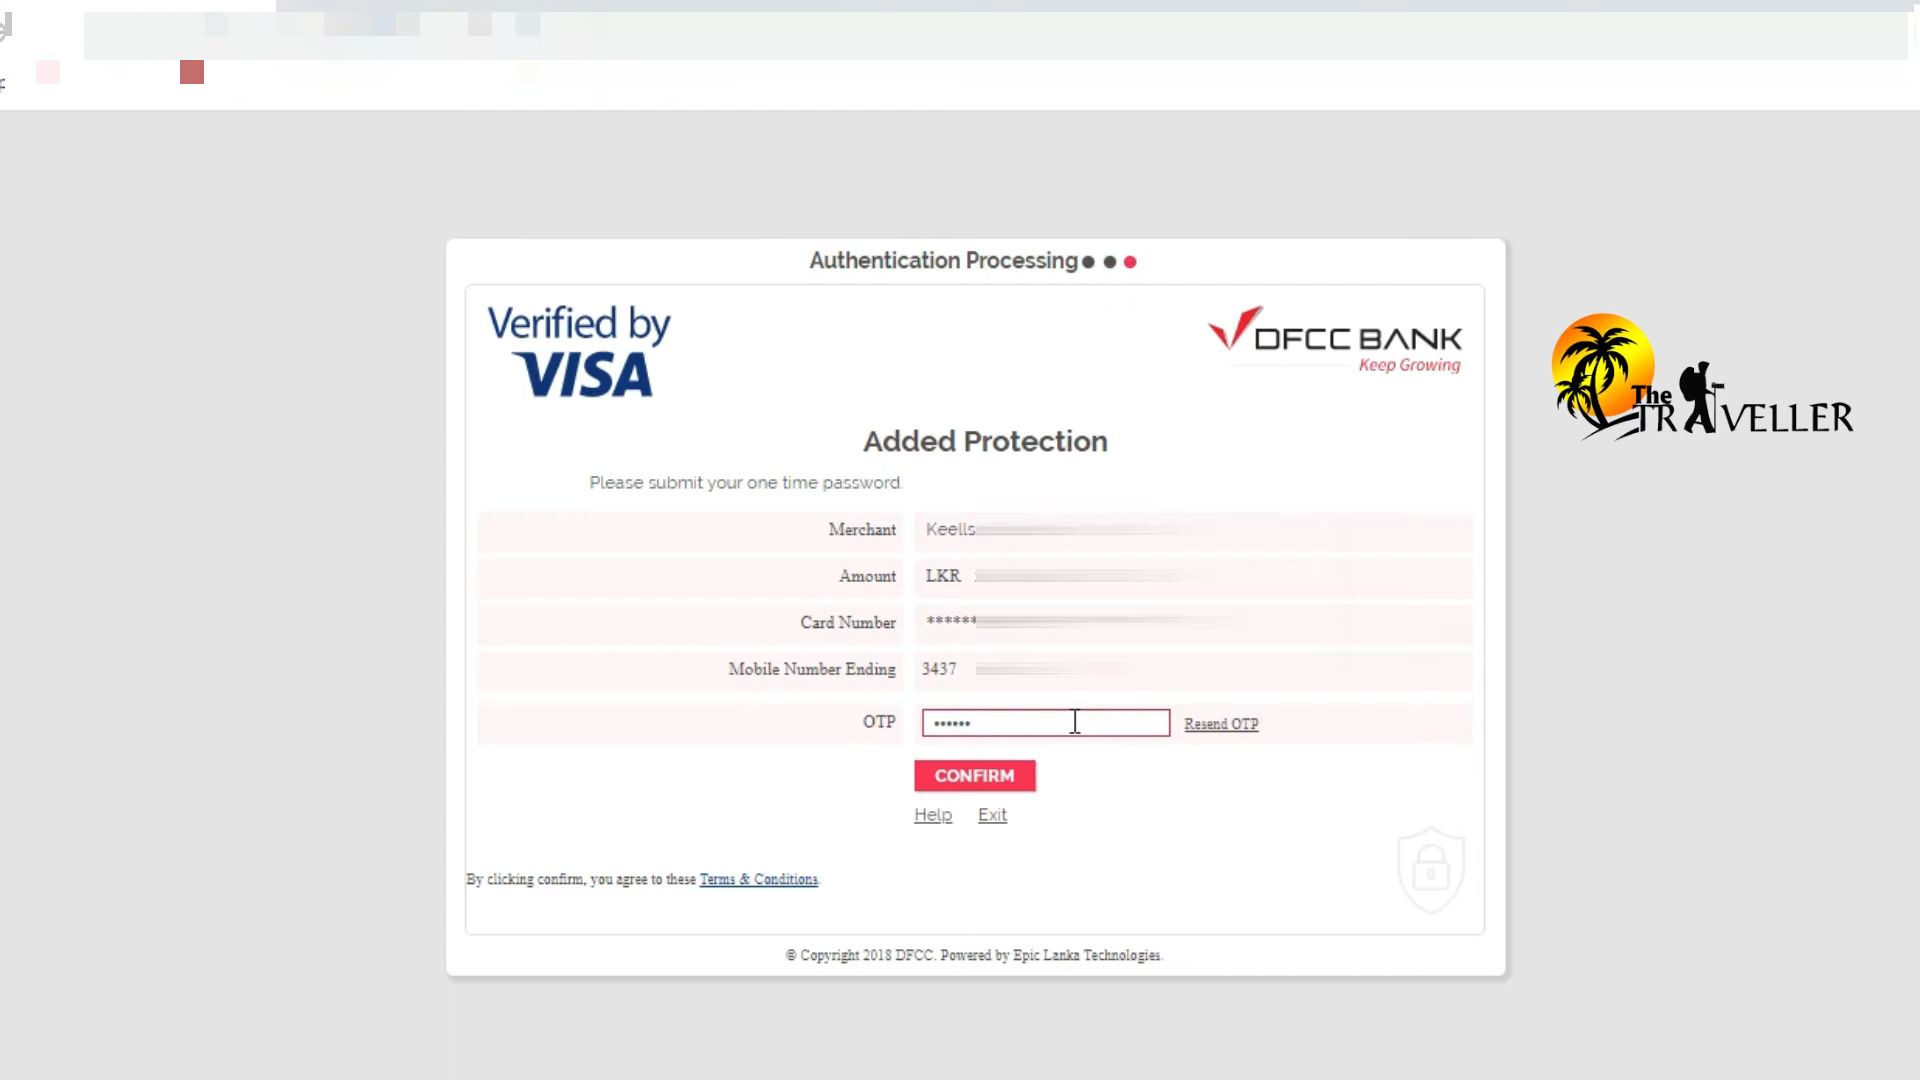 Authentication Processing
Verified by
VISA
DFCC BANK
Keep Growing
The
TRAVELLER
Added Protection
Please submit your one time password.
Merchant Keells
Amount LKR
Card Number ******
Mobile Number Ending 3437
OTP •••••• Resend OTP
CONFIRM
Help Exit
By clicking confirm, you agree to these Terms & Conditions.
© Copyright 2018 DFCC. Powered by Epic Lanka Technologies.